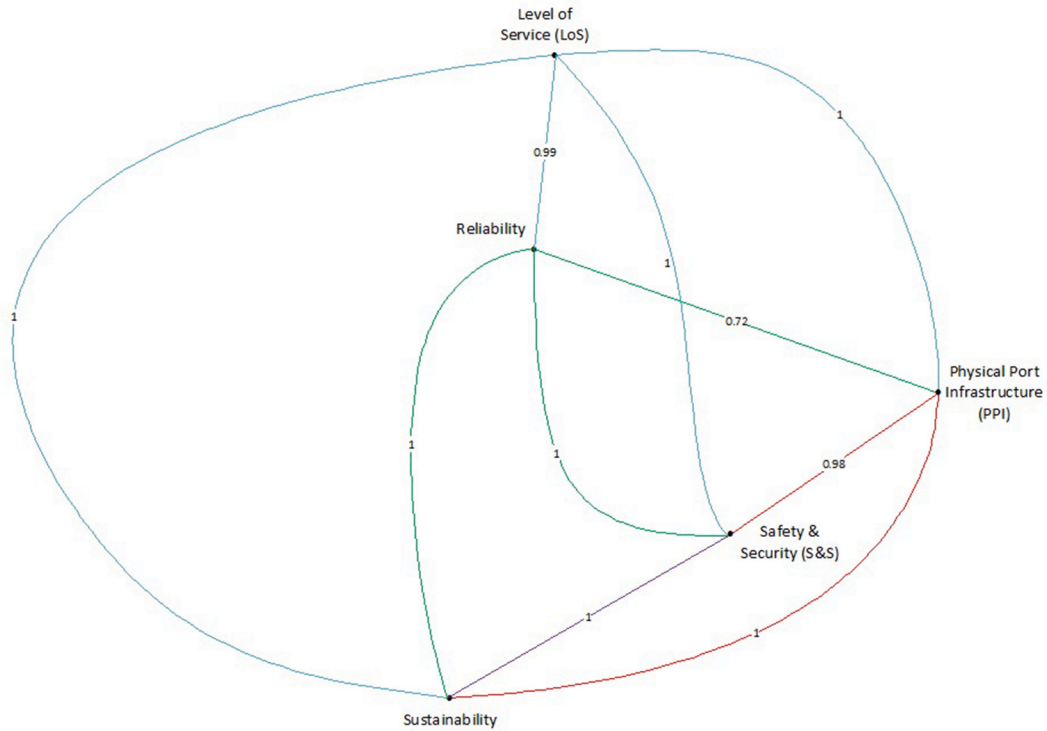 Level of
Service (LoS)
1
0.99
Reliability
1
1
0.72
Physical Port
Infrastructure
(PPI)
1
1
0.98
Safety &
Security (S&S)
1
1
Sustainability